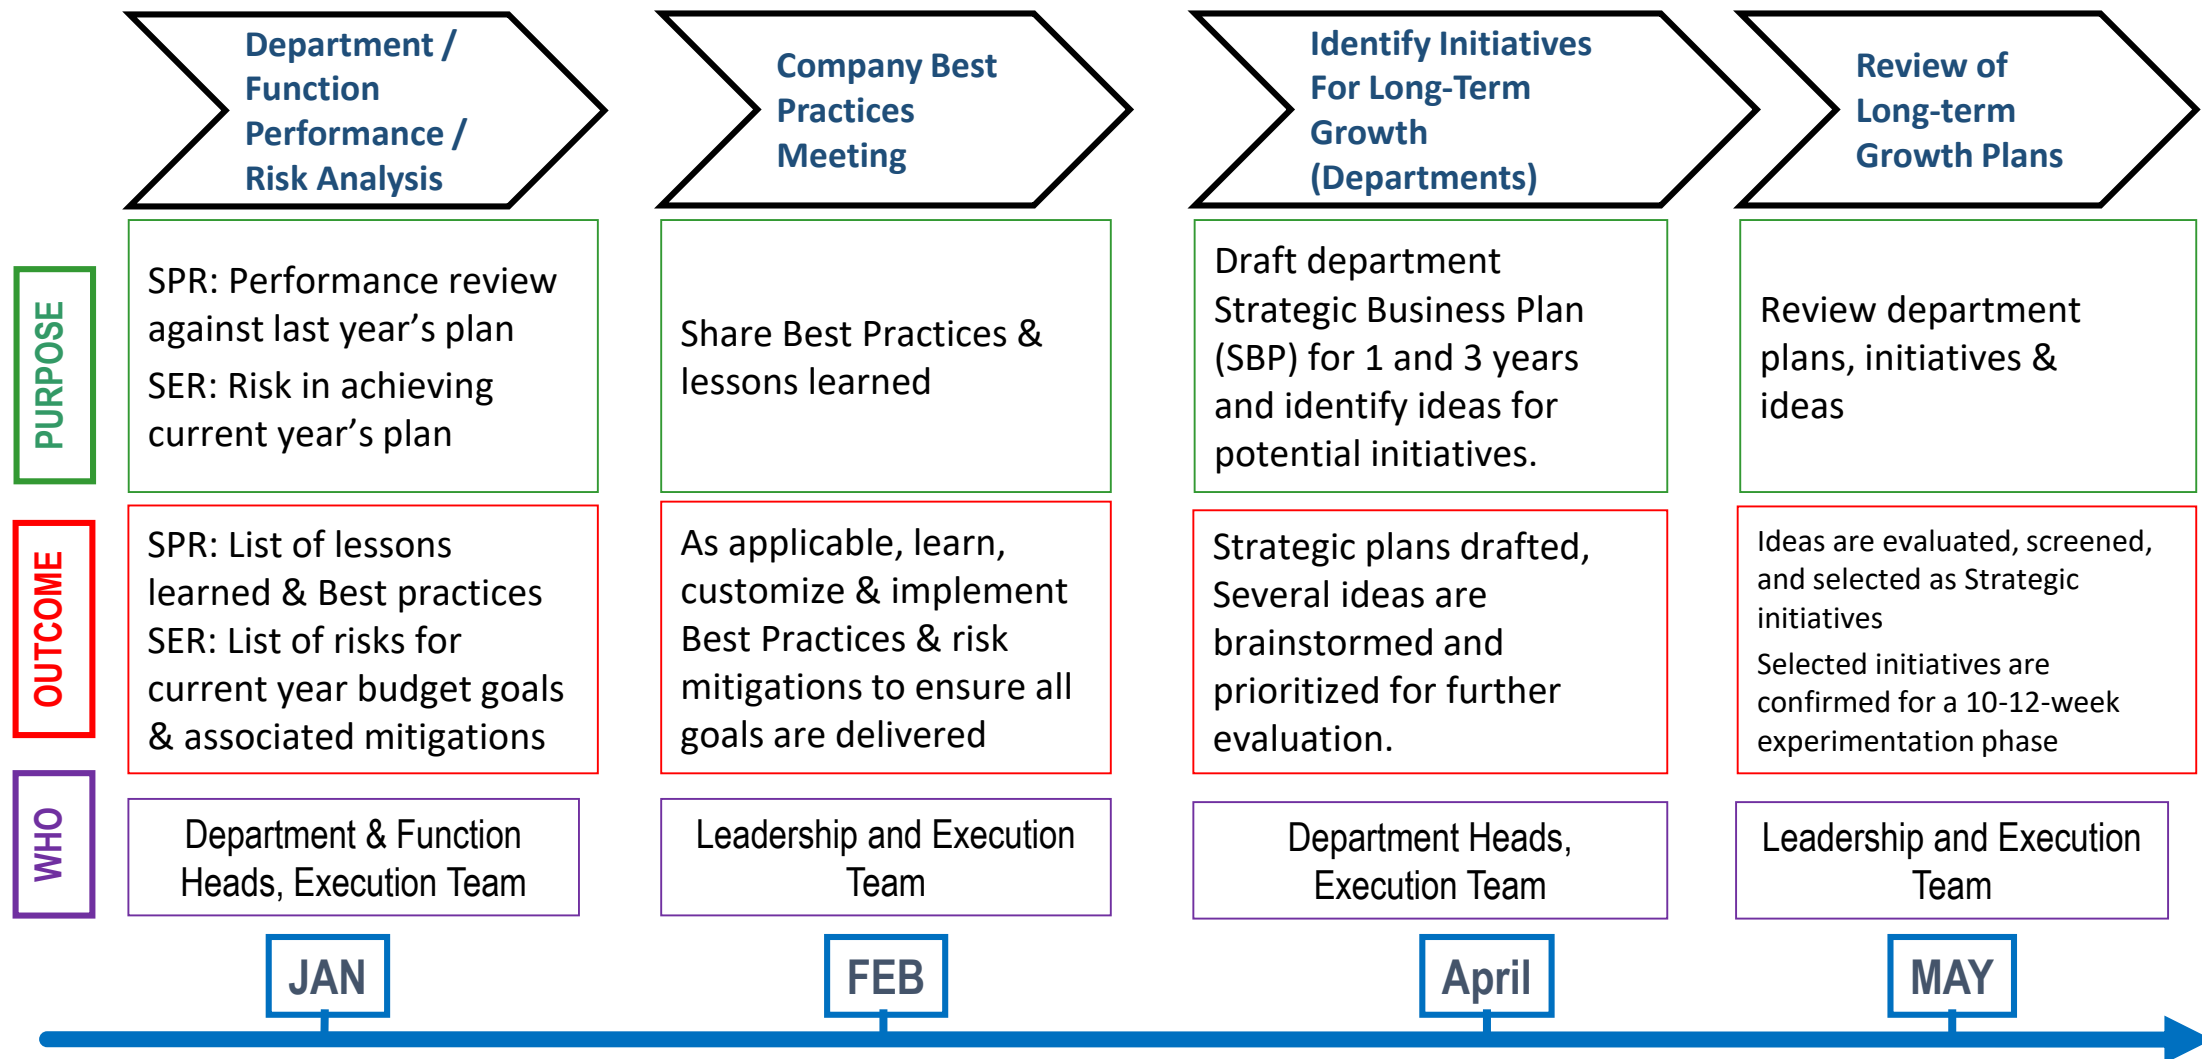 Department /
Function
Performance /
Risk Analysis
Company Best
Practices
Meeting
Identify Initiatives
For Long-Term
Growth
(Departments)
Review of
Long-term
Growth Plans
PURPOSE
SPR: Performance review
against last year’s plan
SER: Risk in achieving
current year’s plan
Share Best Practices &
lessons learned
Draft department
Strategic Business Plan
(SBP) for 1 and 3 years
and identify ideas for
potential initiatives.
Review department
plans, initiatives &
ideas
OUTCOME
SPR: List of lessons
learned & Best practices
SER: List of risks for
current year budget goals
& associated mitigations
As applicable, learn,
customize & implement
Best Practices & risk
mitigations to ensure all
goals are delivered
Strategic plans drafted,
Several ideas are
brainstormed and
prioritized for further
evaluation.
Ideas are evaluated, screened,
and selected as Strategic
initiatives
Selected initiatives are
confirmed for a 10-12-week
experimentation phase
WHO
Department & Function
Heads, Execution Team
Leadership and Execution
Team
Department Heads,
Execution Team
Leadership and Execution
Team
JAN
FEB
April
MAY